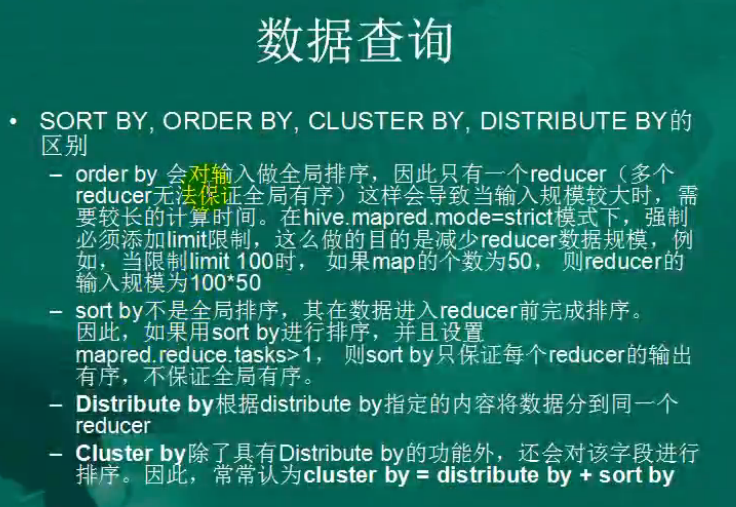 数据查询
• SORT BY, ORDER BY, CLUSTER BY, DISTRIBUTE BY的
区别
– order by 会对输入做全局排序，因此只有一个reducer（多个
reducer无法保证全局有序）这样会导致当输入规模较大时，需
要较长的计算时间。在hive.mapred.mode=strict模式下，强制
必须添加limit限制，这么做的目的是减少reducer数据规模，例
如，当限制limit 100时， 如果map的个数为50， 则reducer的
输入规模为100*50
– sort by不是全局排序，其在数据进入reducer前完成排序。
因此，如果用sort by进行排序，并且设置
mapred.reduce.tasks>1， 则sort by只保证每个reducer的输出
有序，不保证全局有序。
– Distribute by根据distribute by指定的内容将数据分到同一个
reducer
– Cluster by除了具有Distribute by的功能外，还会对该字段进行
排序。因此，常常认为cluster by = distribute by + sort by